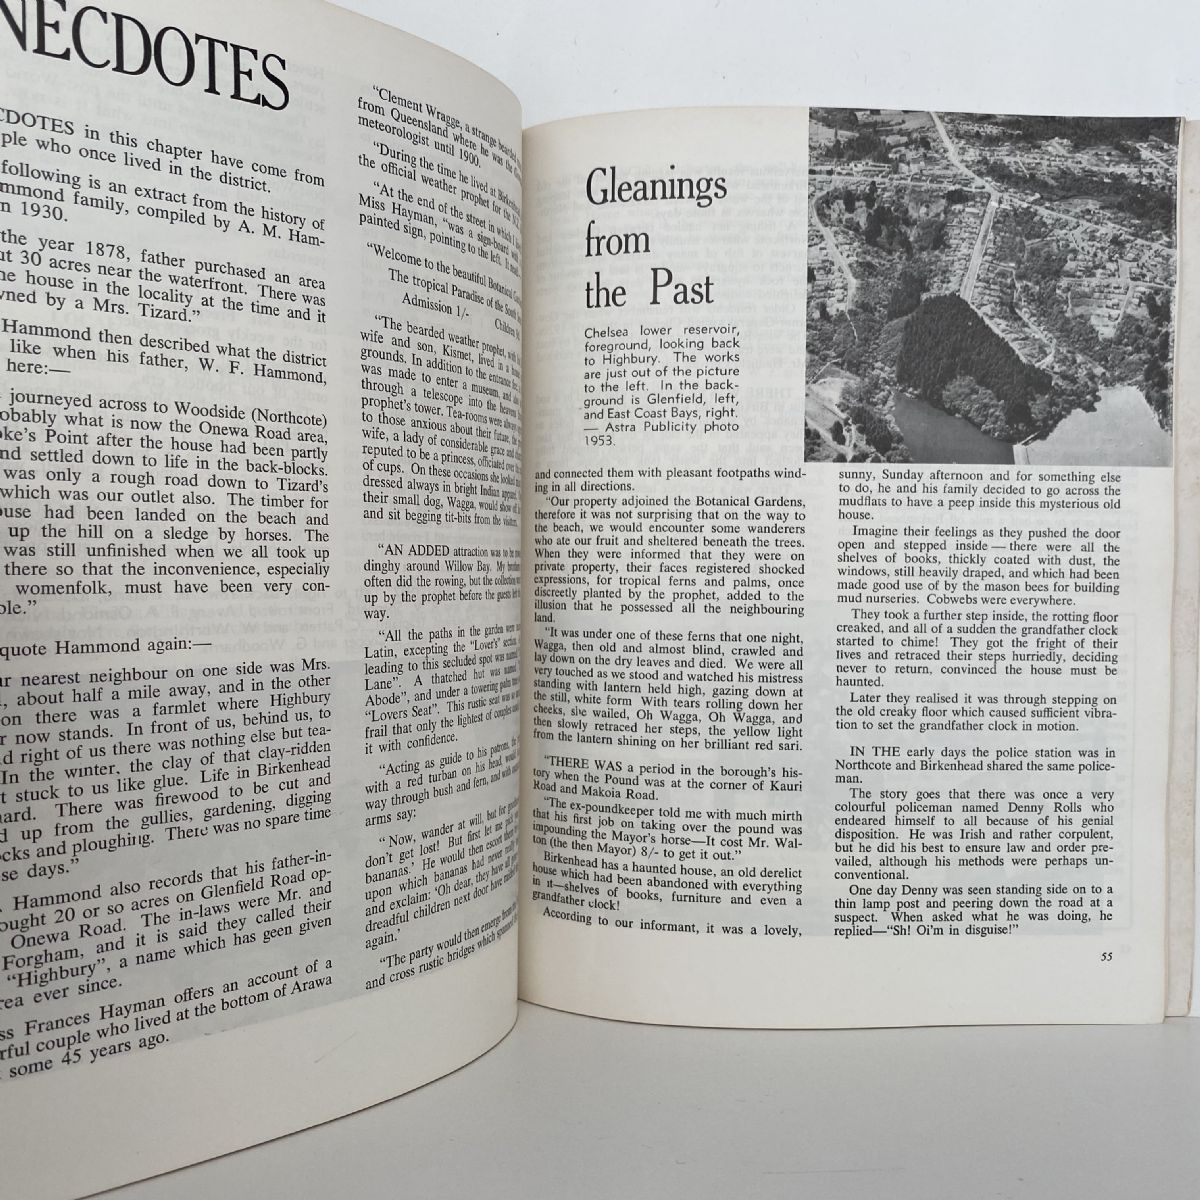 NECDOTES
CDOTES in this chapter have come from
ple who once lived in the district.
following is an extract from the history of
mmond family, compiled by A. M. Ham-
n 1930.
the year 1878, father purchased an area
ut 30 acres near the waterfront. There was
ne house in the locality at the time and it
wned by a Mrs. Tizard."
Hammond then described what the district
like when his father, W. F. Hammond,
here:—
journeyed across to Woodside (Northcote)
obably what is now the Onewa Road area,
oke's Point after the house had been partly
nd settled down to life in the back-blocks.
was only a rough road down to Tizard's
which was our outlet also. The timber for
ouse had been landed on the beach and
up the hill on a sledge by horses. The
was still unfinished when we all took up
there so that the inconvenience, especially
womenfolk, must have been very con-
ble."
quote Hammond again:—
ur nearest neighbour on one side was Mrs.
, about half a mile away, and in the other
on there was a farmlet where Highbury
r now stands. In front of us, behind us, to
d right of us there was nothing else but tea-
In the winter, the clay of that clay-ridden
t stuck to us like glue. Life in Birkenhead
ard. There was firewood to be cut and
d up from the gullies, gardening, digging
ocks and ploughing. There was no spare time
se days."
Hammond also records that his father-in-
ought 20 or so acres on Glenfield Road op-
Onewa Road. The in-laws were Mr. and
Forgham, and it is said they called their
"Highbury", a name which has geen given
rea ever since.
ss Frances Hayman offers an account of a
rful couple who lived at the bottom of Arawa
some 45 years ago.
"Clement Wragge, a strange bearded
from Queensland where he was the
meteorologist until 1900.
"During the time he lived at
the official weather prophet for the
"At the end of the street in which I
Miss Hayman, "was a sign-board
painted sign, pointing to the left. It
"Welcome to the beautiful Botanical
The tropical Paradise of the South
Admission 1/- Children
"The bearded weather prophet, with
wife and son, Kismet, lived in a
grounds. In addition to the entrance
was made to enter a museum, and
through a telescope into the heavens
prophet's tower. Tea-rooms were always
to those anxious about their future, the
wife, a lady of considerable grace and
reputed to be a princess, officiated over the
of cups. On these occasions she looked
dressed always in bright Indian apparel.
their small dog, Wagga, would show off
and sit begging tit-bits from the visitors.
"AN ADDED attraction was to be
dinghy around Willow Bay. My brother
often did the rowing, but the collection
up by the prophet before the guests left
way.
"All the paths in the garden were
Latin, excepting the "Lover's" section
leading to this secluded spot was named
Lane". A thatched hut was named
Abode", and under a towering palm
"Lovers Seat". This rustic seat was so
frail that only the lightest of couples
it with confidence.
"Acting as guide to his patrons, the
with a red turban on his head, would
way through bush and fern, and with
arms say:
" 'Now, wander at will, but for
don't get lost! But first let me
bananas.' He would then escort them
upon which bananas had never really
and exclaim: 'Oh dear, they have all
dreadful children next door have
again.'
"The party would then emerge from the
and cross rustic bridges which spanned
Gleanings
from
the Past
Chelsea lower reservoir,
foreground, looking back
to Highbury. The works
are just out of the picture
to the left. In the back-
ground is Glenfield, left,
and East Coast Bays, right.
— Astra Publicity photo
1953.
and connected them with pleasant footpaths wind-
ing in all directions.
"Our property adjoined the Botanical Gardens,
therefore it was not surprising that on the way to
the beach, we would encounter some wanderers
who ate our fruit and sheltered beneath the trees.
When they were informed that they were on
private property, their faces registered shocked
expressions, for tropical ferns and palms, once
discreetly planted by the prophet, added to the
illusion that he possessed all the neighbouring
land.
"It was under one of these ferns that one night,
Wagga, then old and almost blind, crawled and
lay down on the dry leaves and died. We were all
very touched as we stood and watched his mistress
standing with lantern held high, gazing down at
the still, white form With tears rolling down her
cheeks, she wailed, Oh Wagga, Oh Wagga, and
then slowly retraced her steps, the yellow light
from the lantern shining on her brilliant red sari.
"THERE WAS a period in the borough's his-
tory when the Pound was at the corner of Kauri
Road and Makoia Road.
"The ex-poundkeeper told me with much mirth
that his first job on taking over the pound was
impounding the Mayor's horse—It cost Mr. Wal-
ton (the then Mayor) 8/- to get it out."
Birkenhead has a haunted house, an old derelict
house which had been abandoned with everything
in it—shelves of books, furniture and even a
grandfather clock!
According to our informant, it was a lovely,
sunny, Sunday afternoon and for something else
to do, he and his family decided to go across the
mudflats to have a peep inside this mysterious old
house.
Imagine their feelings as they pushed the door
open and stepped inside — there were all the
shelves of books, thickly coated with dust, the
windows, still heavily draped, and which had been
made good use of by the mason bees for building
mud nurseries. Cobwebs were everywhere.
They took a further step inside, the rotting floor
creaked, and all of a sudden the grandfather clock
started to chime! They got the fright of their
lives and retraced their steps hurriedly, deciding
never to return, convinced the house must be
haunted.
Later they realised it was through stepping on
the old creaky floor which caused sufficient vibra-
tion to set the grandfather clock in motion.
IN THE early days the police station was in
Northcote and Birkenhead shared the same police-
man.
The story goes that there was once a very
colourful policeman named Denny Rolls who
endeared himself to all because of his genial
disposition. He was Irish and rather corpulent,
but he did his best to ensure law and order pre-
vailed, although his methods were perhaps un-
conventional.
One day Denny was seen standing side on to a
thin lamp post and peering down the road at a
suspect. When asked what he was doing, he
replied—"Sh! Oi'm in disguise!"
55